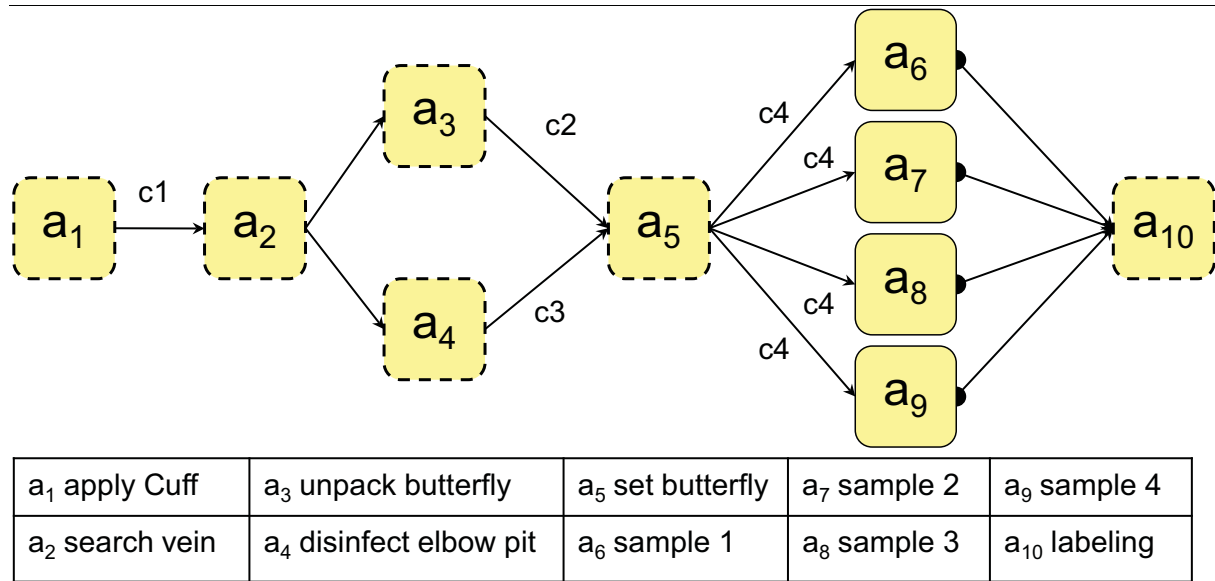 a₆
c4
a₃
c2
c4
a₇
c1
a₁
a₂
a₅
a₁₀
c4
a₈
a₄
c3
c4
a₉
a₁ apply Cuff a₃ unpack butterfly a₅ set butterfly a₇ sample 2 a₉ sample 4
a₂ search vein a₄ disinfect elbow pit a₆ sample 1 a₈ sample 3 a₁₀ labeling